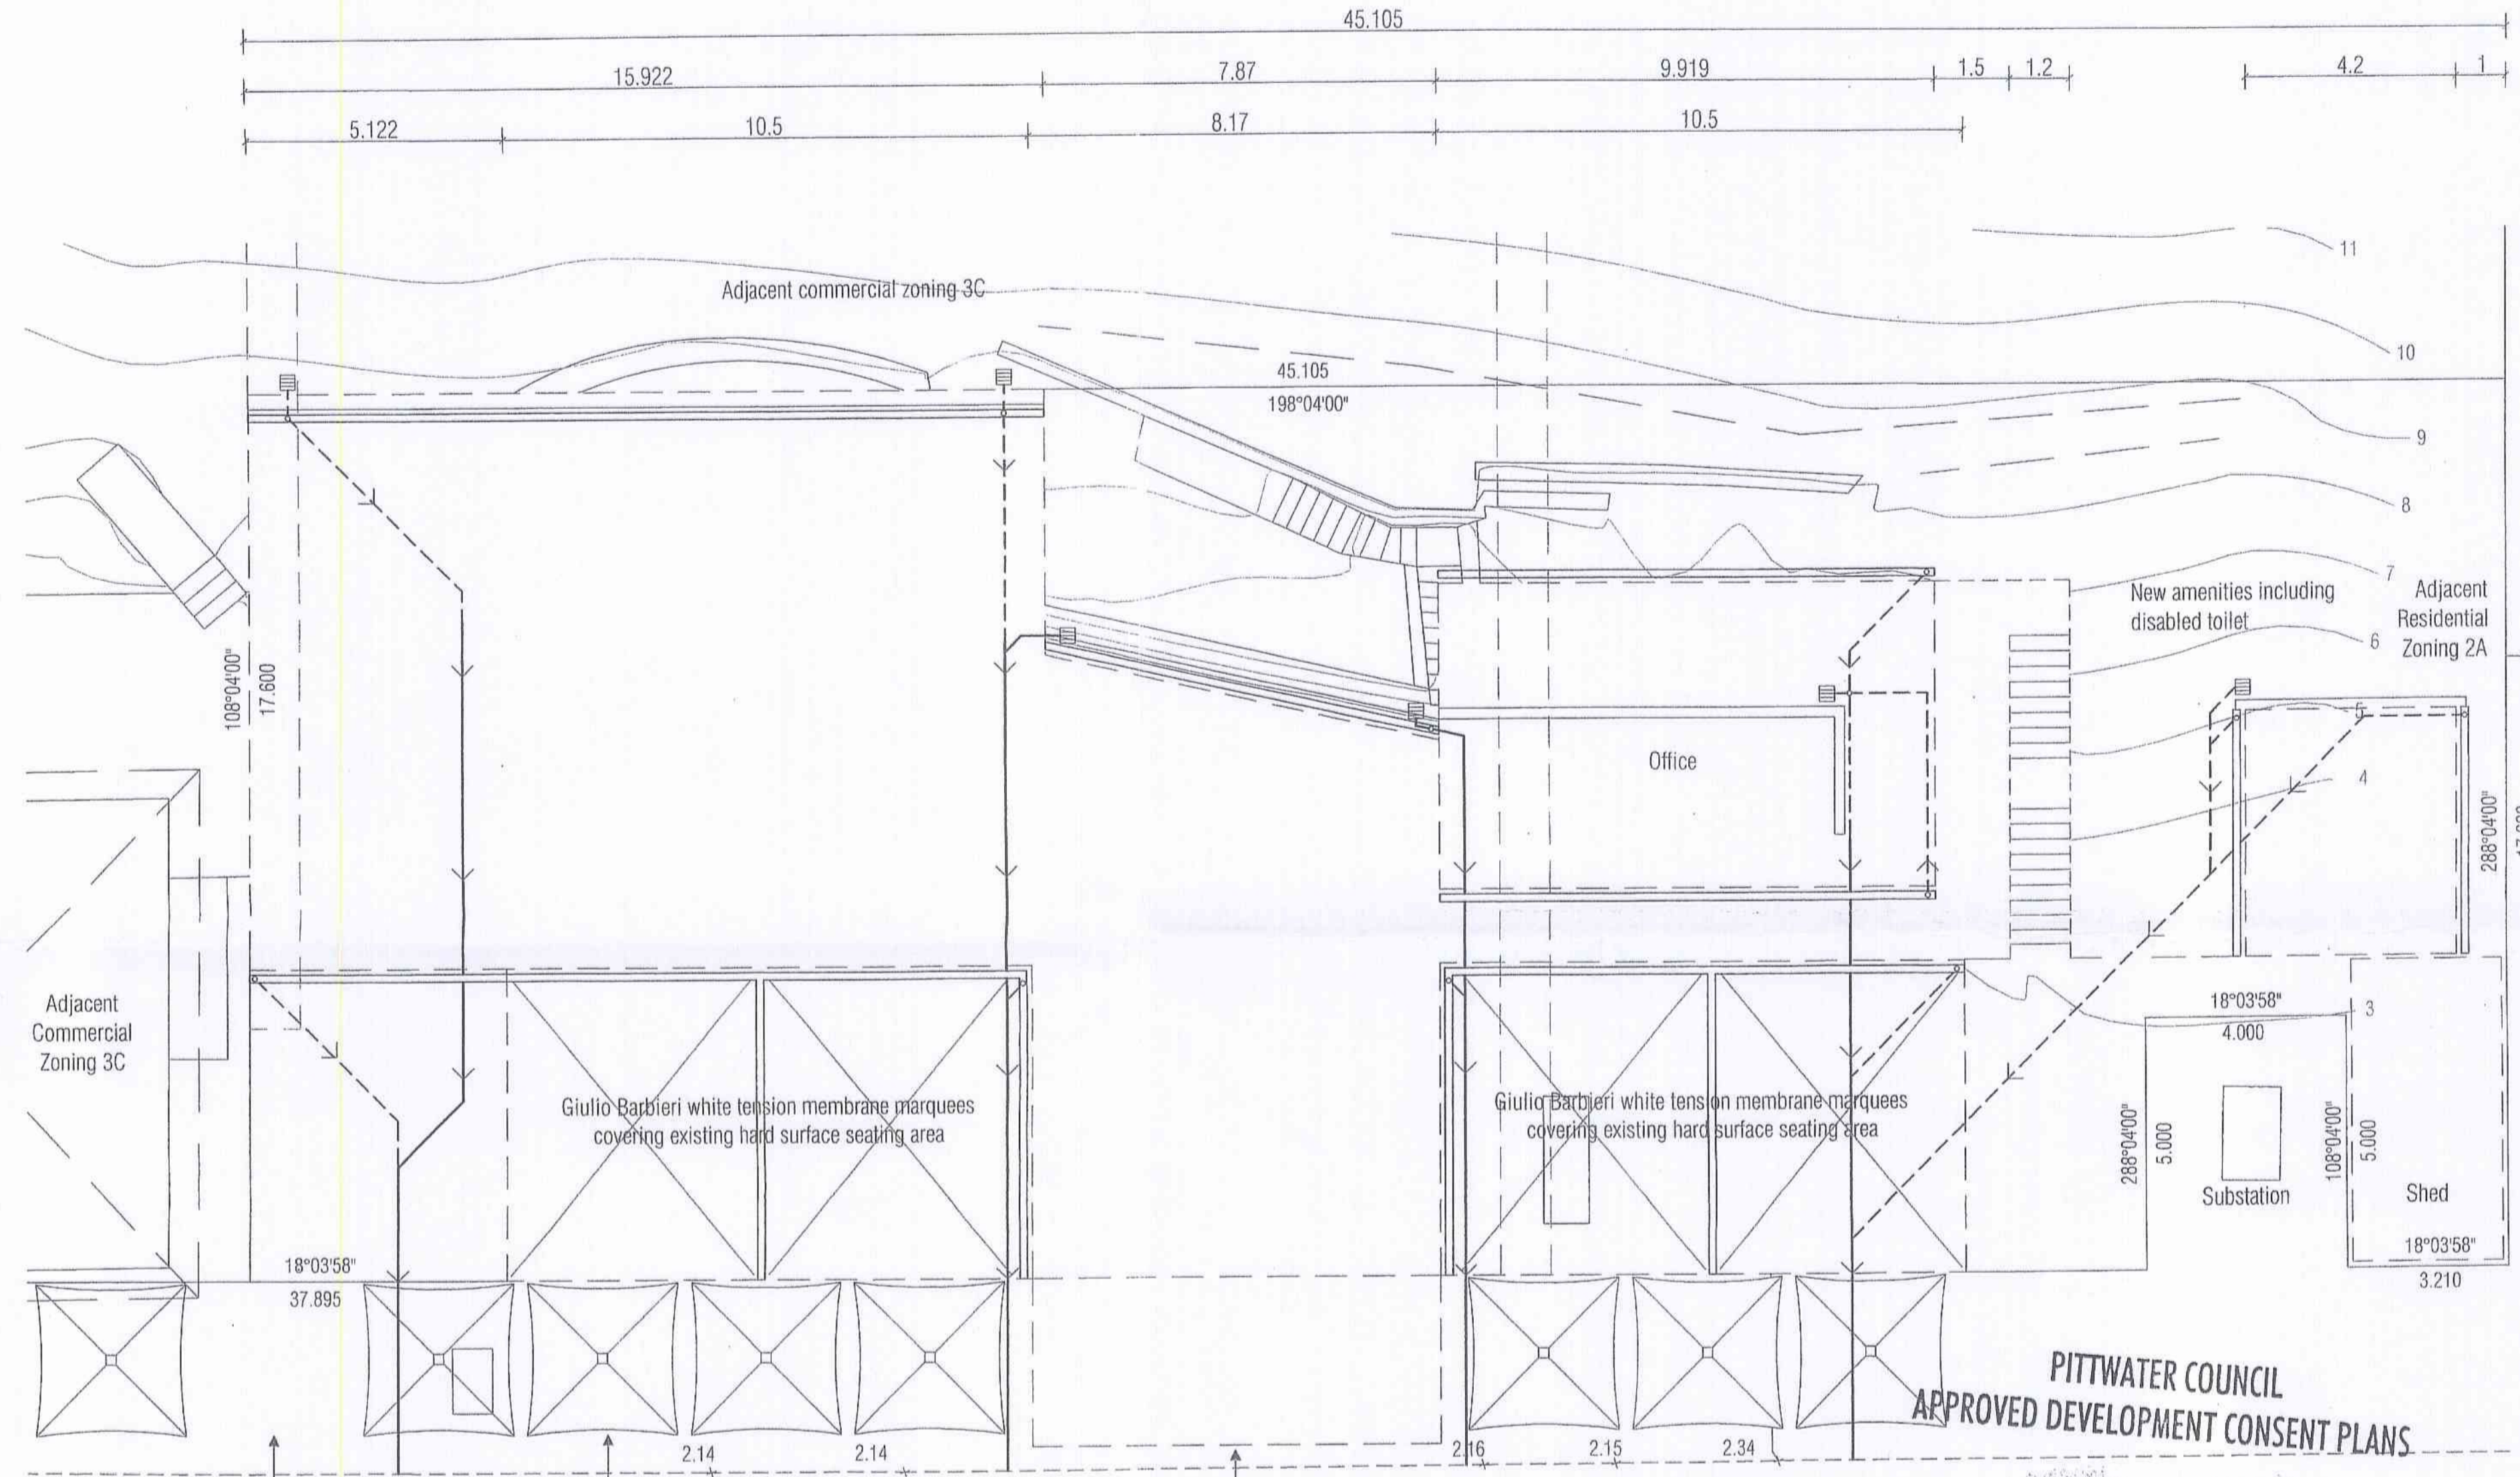 45.105
15.922
7.87
9.919
1.5
1.2
4.2
1
5.122
10.5
8.17
10.5
11
Adjacent commercial zoning 3C
10
45.105
198°04'00"
9
8
7
New amenities including
disabled toilet
Adjacent
Residential
Zoning 2A
6
108°04'00"
17.600
5
Office
4
288°04'00"
Adjacent
Commercial
Zoning 3C
18°03'58"
4.000
3
Giulio Barbieri white tension membrane marquees
covering existing hard surface seating area
Giulio Barbieri white tension membrane marquees
covering existing hard surface seating area
288°04'00"
5.000
108°04'00"
5.000
Substation
Shed
18°03'58"
37.895
18°03'58"
3.210
PITTWATER COUNCIL
APPROVED DEVELOPMENT CONSENT PLANS
2.14
2.14
2.16
2.15
2.34